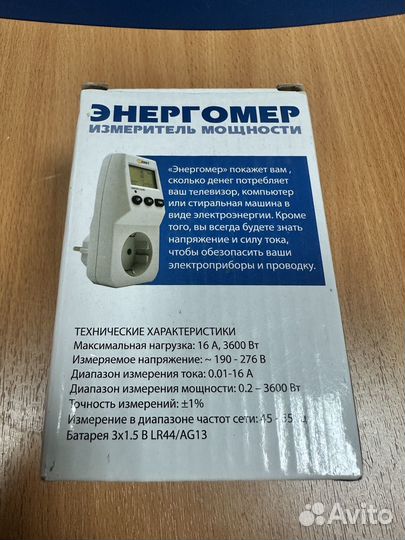 ЭНЕРГОМЕР
ИЗМЕРИТЕЛЬ МОЩНОСТИ
«Энергомер» покажет вам ,
сколько денег потребляет
ваш телевизор, компьютер
или стиральная машина в
виде электроэнергии. Кроме
того, вы всегда будете знать
напряжение и силу тока,
чтобы обезопасить ваши
электроприборы и проводку.
ТЕХНИЧЕСКИЕ ХАРАКТЕРИСТИКИ
Максимальная нагрузка: 16 А, 3600 Вт
Измеряемое напряжение: ~ 190 - 276 В
Диапазон измерения тока: 0.01-16 А
Диапазон измерения мощности: 0.2 – 3600 Вт
Точность измерений: ±1%
Измерение в диапазоне частот сети: 45 -
Батарея 3х1.5 В LR44/AG13
Avito